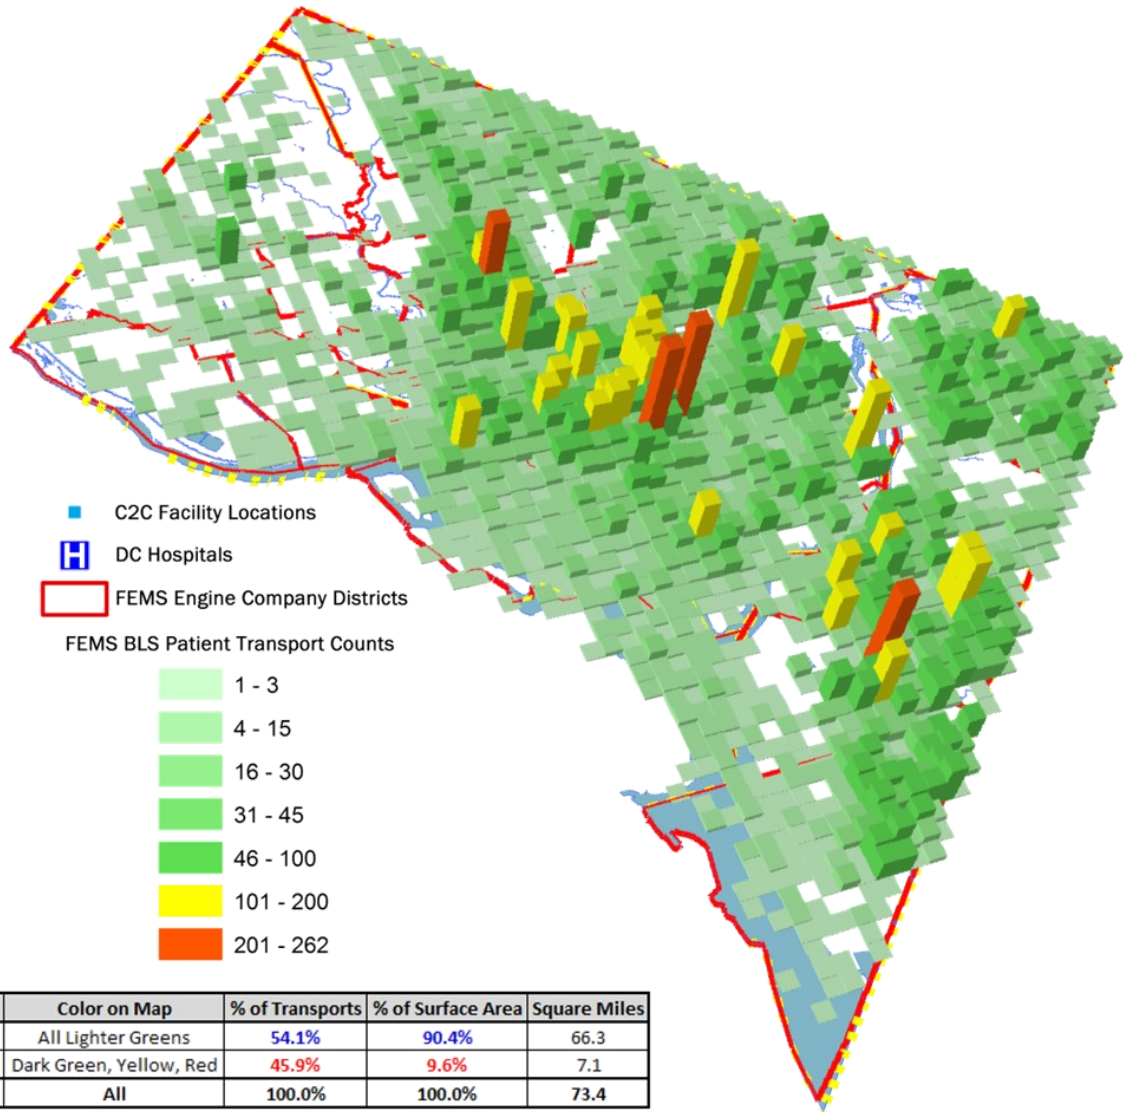 C2C Facility Locations
H DC Hospitals
FEMS Engine Company Districts
FEMS BLS Patient Transport Counts
1 - 3
4 - 15
16 - 30
31 - 45
46 - 100
101 - 200
201 - 262
Color on Map % of Transports % of Surface Area Square Miles
All Lighter Greens 54.1% 90.4% 66.3
Dark Green, Yellow, Red 45.9% 9.6% 7.1
All 100.0% 100.0% 73.4